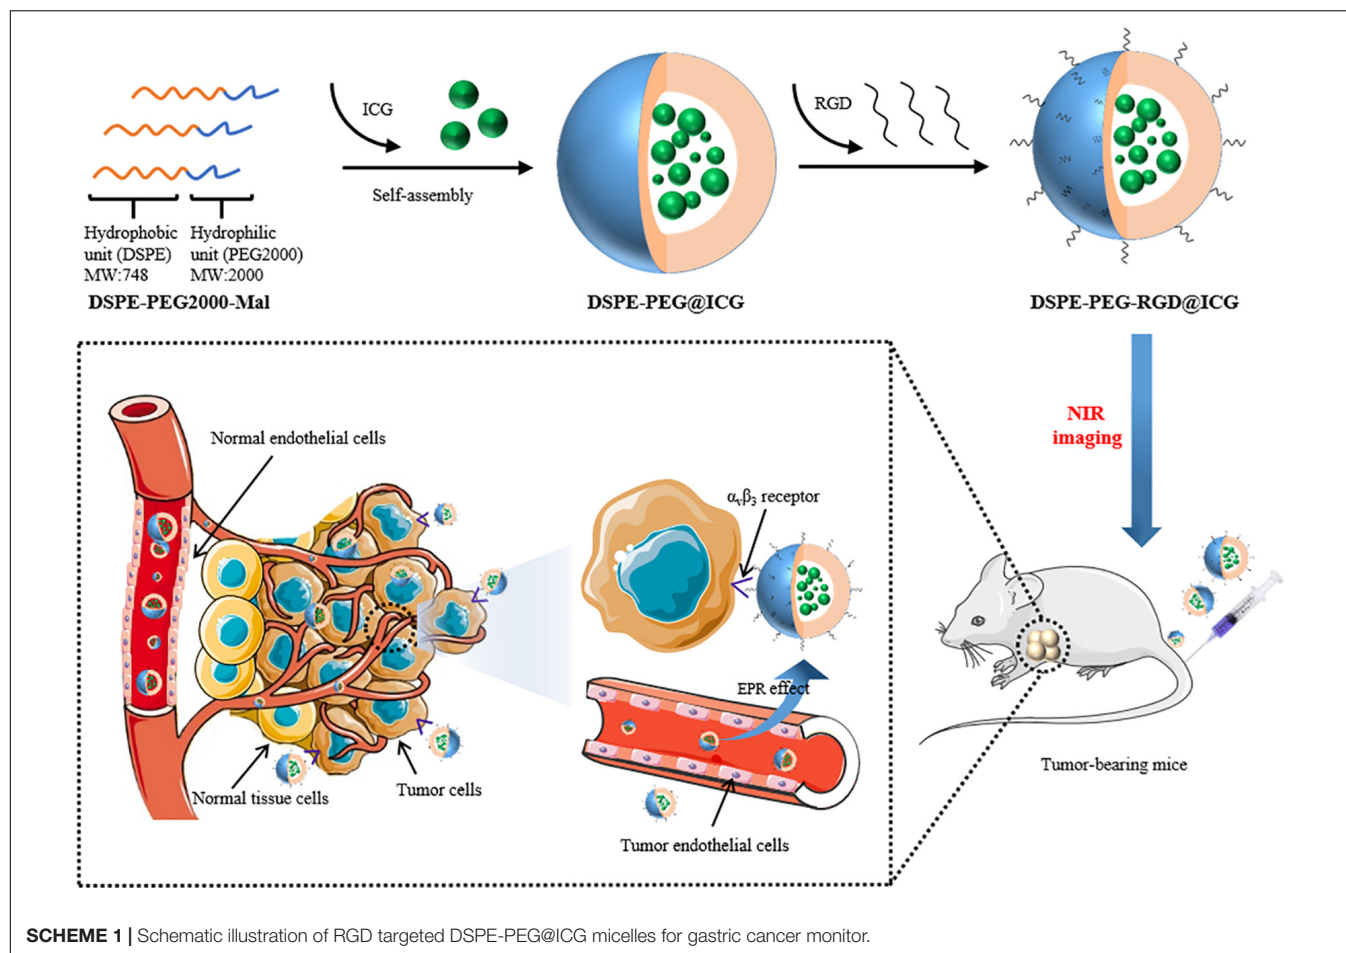 ICG
Self-assembly
RGD
Hydrophobic
unit (DSPE)
MW:748
Hydrophilic
unit (PEG2000)
MW:2000
DSPE-PEG2000-Mal
DSPE-PEG@ICG
DSPE-PEG-RGD@ICG
NIR
imaging
Normal endothelial cells
αvβ3 receptor
EPR effect
Normal tissue cells
Tumor cells
Tumor endothelial cells
Tumor-bearing mice
SCHEME 1 | Schematic illustration of RGD targeted DSPE-PEG@ICG micelles for gastric cancer monitor.